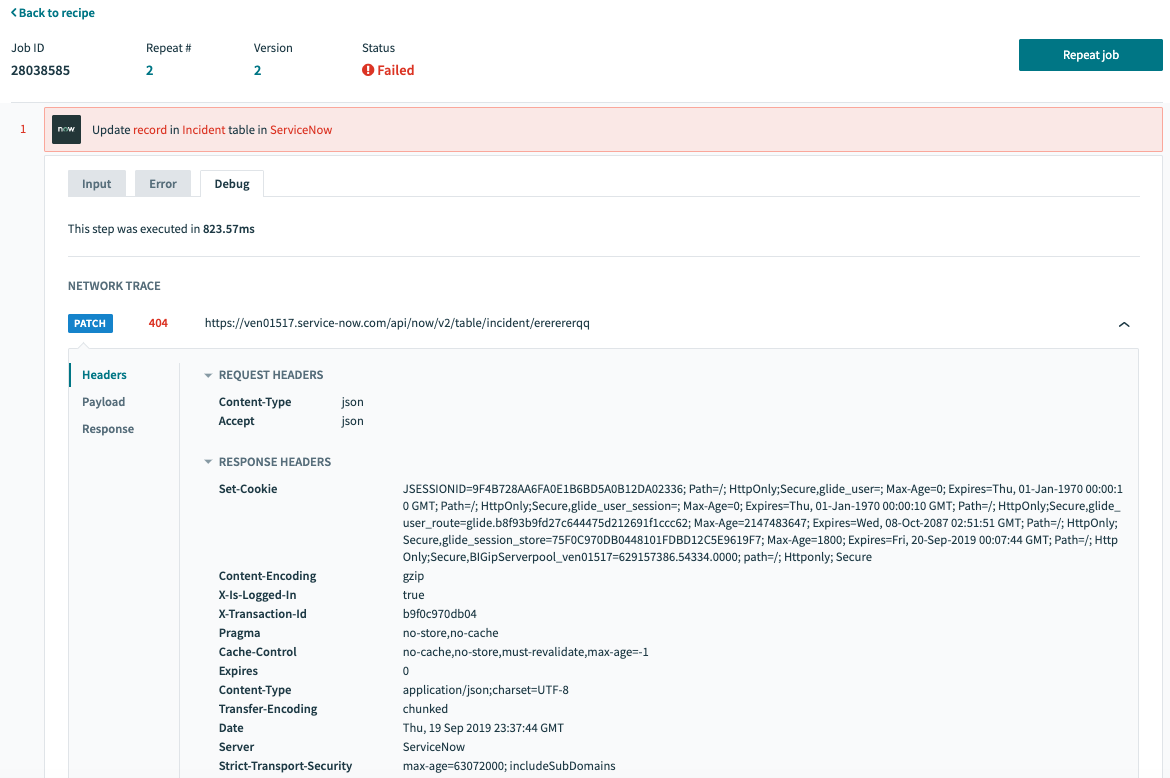 Back to recipe
Job ID Repeat # Version Status
28038585 2 2 Failed
Repeat job
1 now Update record in Incident table in ServiceNow
Input Error Debug
This step was executed in 823.57ms
NETWORK TRACE
PATCH 404 https://ven01517.service-now.com/api/now/v2/table/incident/erererерqq
Headers
Payload
Response
REQUEST HEADERS
Content-Type json
Accept json
RESPONSE HEADERS
Set-Cookie JSESSIONID=9F4B728AA6FA0E1B6BD5A0B12DA02336; Path=/; HttpOnly;Secure,glide_user=; Max-Age=0; Expires=Thu, 01-Jan-1970 00:00:1
0 GMT; Path=/; HttpOnly;Secure,glide_user_session=; Max-Age=0; Expires=Thu, 01-Jan-1970 00:00:10 GMT; Path=/; HttpOnly;Secure,glide_
user_route=glide.b8f93b9fd27c644475d212691f1ccc62; Max-Age=2147483647; Expires=Wed, 08-Oct-2087 02:51:51 GMT; Path=/; HttpOnly;
Secure,glide_session_store=75F0C970DB0448101FDBD12C5E9619F7; Max-Age=1800; Expires=Fri, 20-Sep-2019 00:07:44 GMT; Path=/; Http
Only;Secure,BIGipServerpool_ven01517=629157386.54334.0000; path=/; Httponly; Secure
Content-Encoding gzip
X-Is-Logged-In true
X-Transaction-Id b9f0c970db04
Pragma no-store,no-cache
Cache-Control no-cache,no-store,must-revalidate,max-age=-1
Expires 0
Content-Type application/json;charset=UTF-8
Transfer-Encoding chunked
Date Thu, 19 Sep 2019 23:37:44 GMT
Server ServiceNow
Strict-Transport-Security max-age=63072000; includeSubDomains